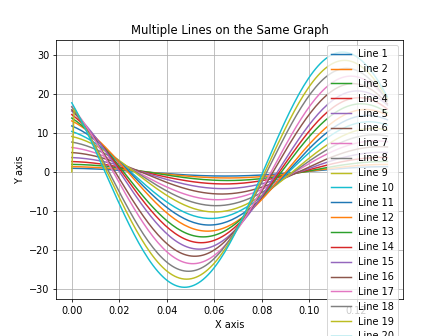 Multiple Lines on the Same Graph
30
20
10
0
−10
−20
−30
Y axis
0.00
0.02
0.04
0.06
0.08
0.10
X axis
Line 1
Line 2
Line 3
Line 4
Line 5
Line 6
Line 7
Line 8
Line 9
Line 10
Line 11
Line 12
Line 13
Line 14
Line 15
Line 16
Line 17
Line 18
Line 19
Line 20